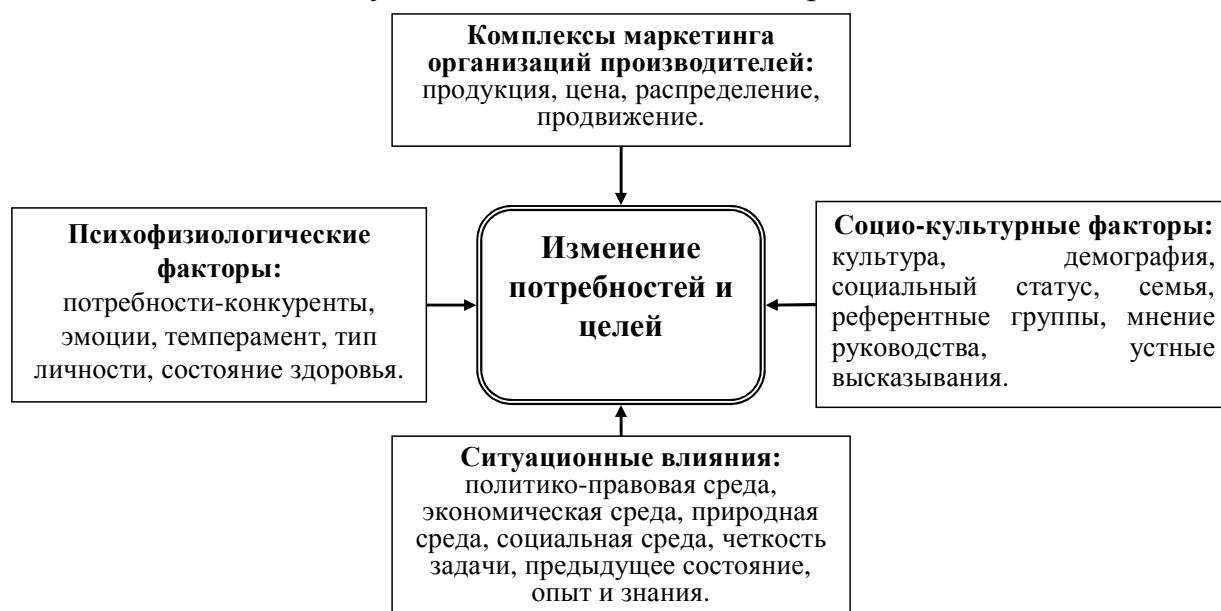 Комплексы маркетинга
организаций производителей:
продукция, цена, распределение,
продвижение.
Психофизиологические
факторы:
потребности-конкуренты,
эмоции, темперамент, тип
личности, состояние здоровья.
Изменение
потребностей и
целей
Социо-культурные факторы:
культура, демография,
социальный статус, семья,
референтные группы, мнение
руководства, устные
высказывания.
Ситуационные влияния:
политико-правовая среда,
экономическая среда, природная
среда, социальная среда, четкость
задачи, предыдущее состояние,
опыт и знания.